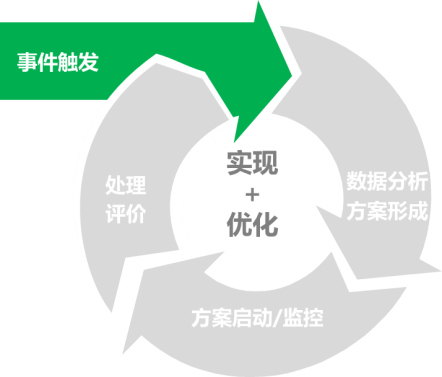 事件触发
实现
+
优化
数据分析
方案形成
方案启动/监控
处理
评价